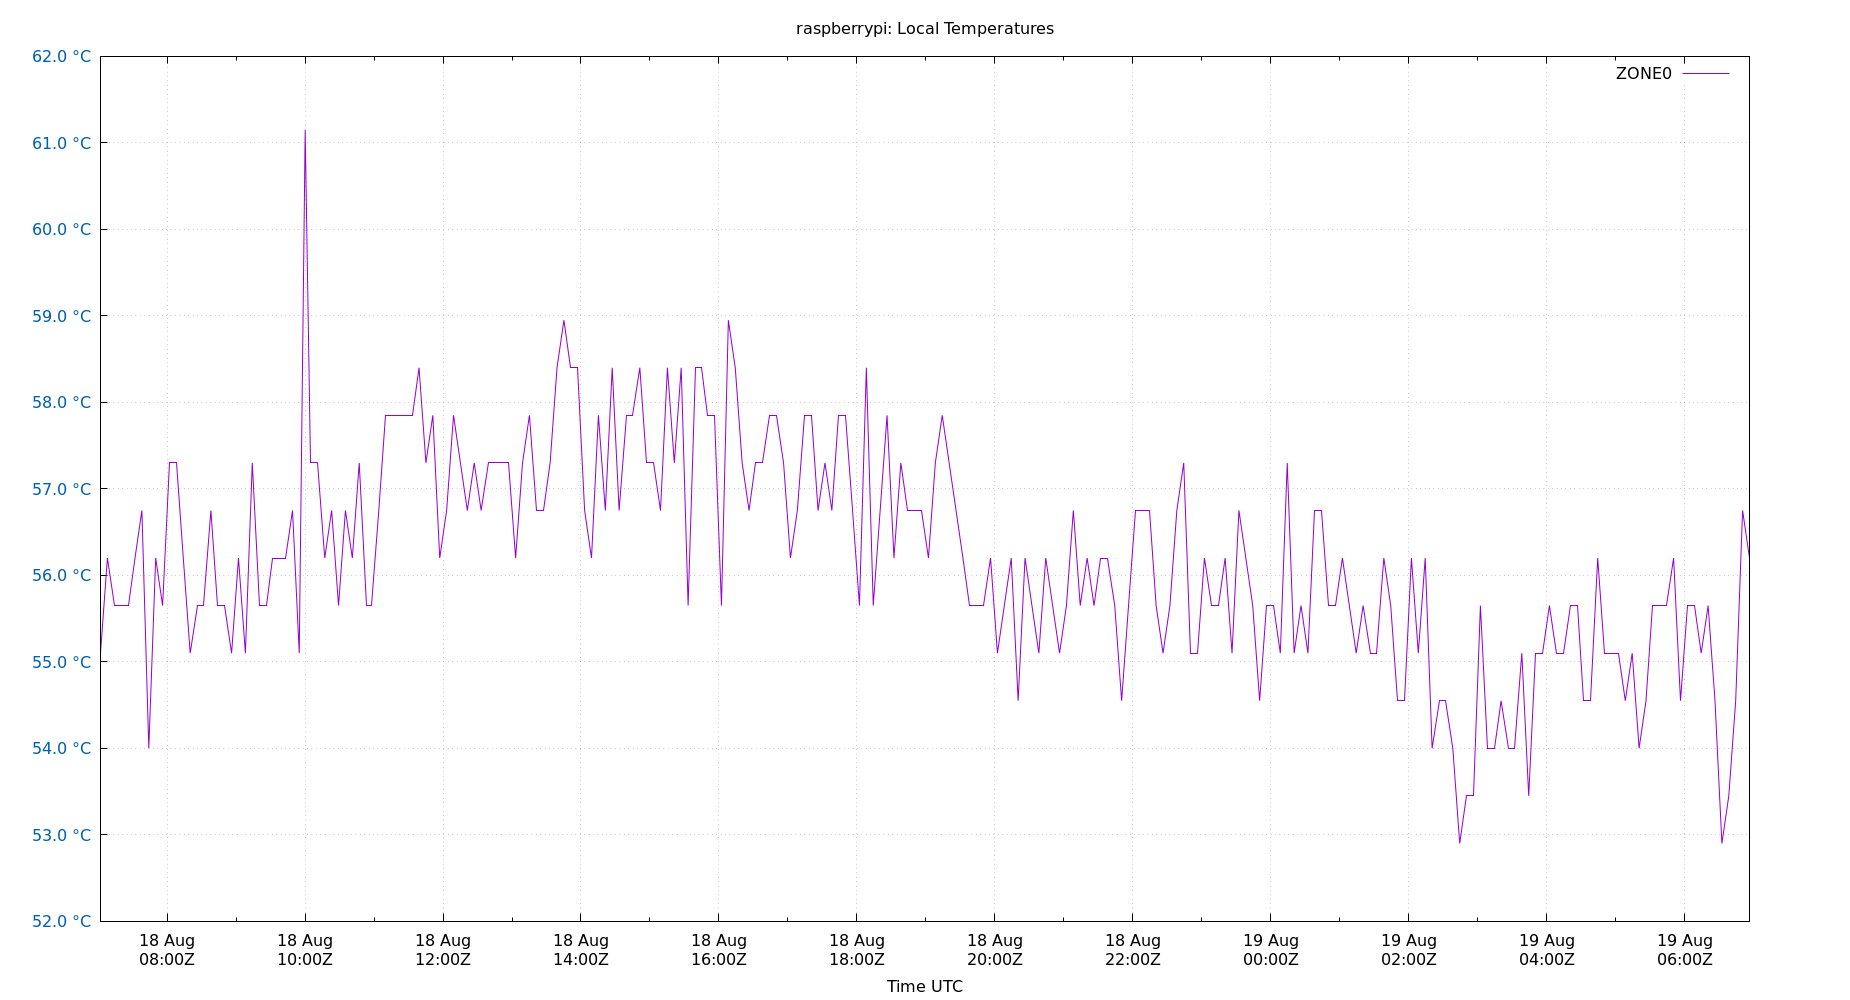 raspberrypi: Local Temperatures
62.0 °C
ZONE0
61.0 °C
60.0 °C
59.0 °C
58.0 °C
57.0 °C
56.0 °C
55.0 °C
54.0 °C
53.0 °C
52.0 °C
18 Aug 18 Aug 18 Aug 18 Aug 18 Aug 18 Aug 18 Aug 18 Aug 19 Aug 19 Aug 19 Aug 19 Aug
08:00Z 10:00Z 12:00Z 14:00Z 16:00Z 18:00Z 20:00Z 22:00Z 00:00Z 02:00Z 04:00Z 06:00Z
Time UTC